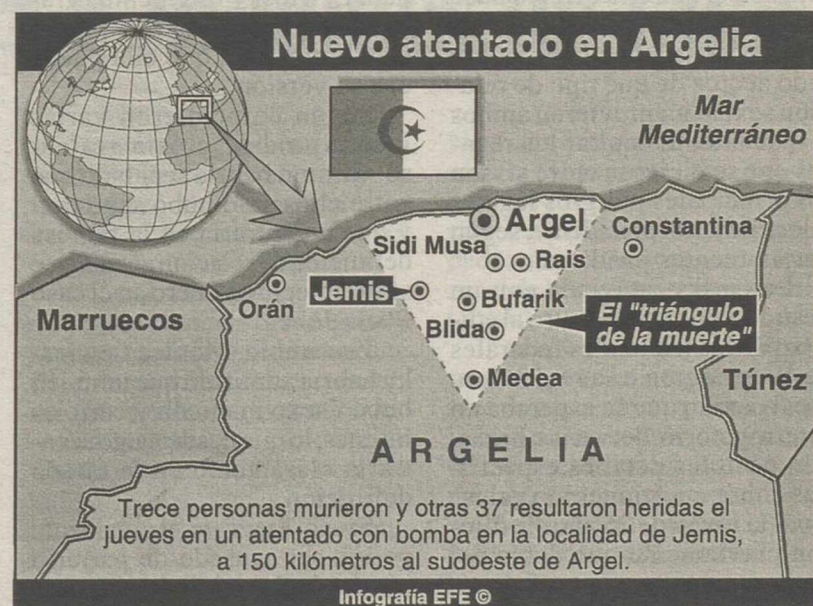 Nuevo atentado en Argelia
Mar
Mediterráneo
Argel
Constantina
Sidi Musa
Rais
Jemis
Orán
Bufarik
Marruecos
Blida
El "triángulo
de la muerte"
Medea
Túnez
ARGELIA
Trece personas murieron y otras 37 resultaron heridas el
jueves en un atentado con bomba en la localidad de Jemis,
a 150 kilómetros al sudoeste de Argel.
Infografía EFE ©